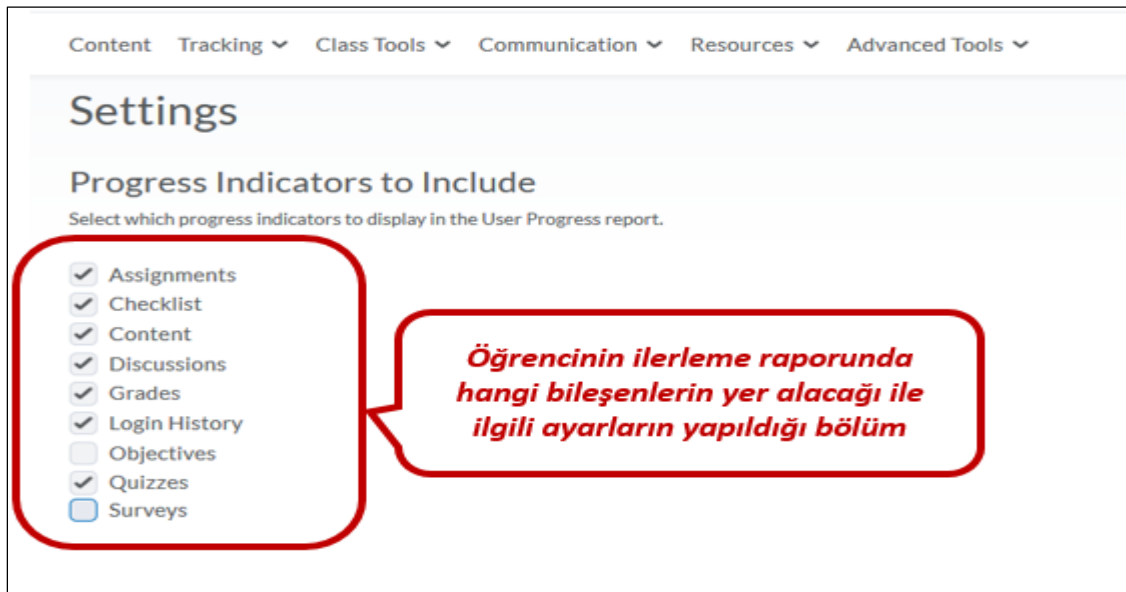 Content Tracking Class Tools Communication Resources Advanced Tools
Settings
Progress Indicators to Include
Select which progress indicators to display in the User Progress report.
Assignments
Checklist
Content
Discussions
Grades
Login History
Objectives
Quizzes
Surveys
Öğrencinin ilerleme raporunda
hangi bileşenlerin yer alacağı ile
ilgili ayarların yapıldığı bölüm